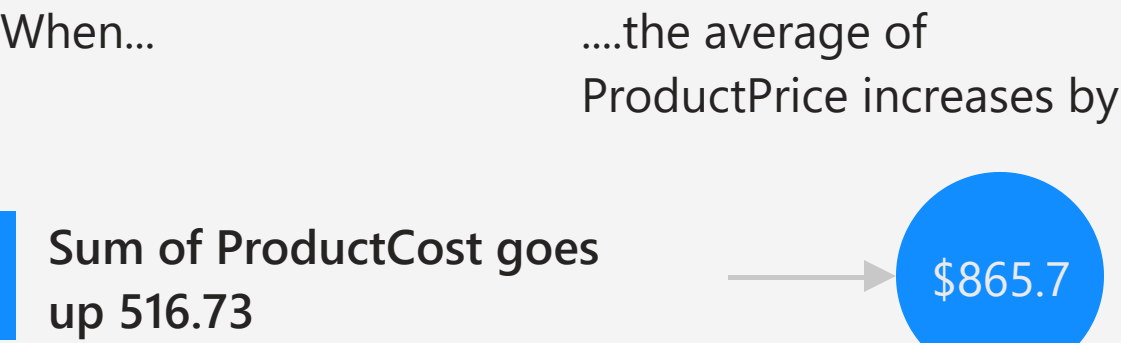 When...
....the average of
ProductPrice increases by
Sum of ProductCost goes
up 516.73
$865.7